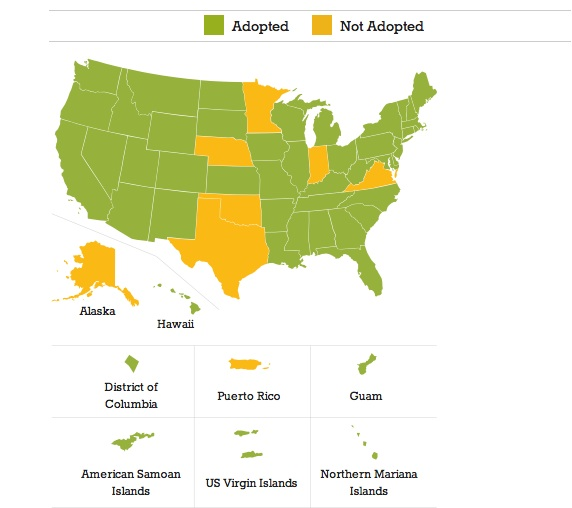 Adopted Not Adopted
Alaska
Hawaii
District of
Columbia
Puerto Rico
Guam
American Samoan
Islands
US Virgin Islands
Northern Mariana
Islands